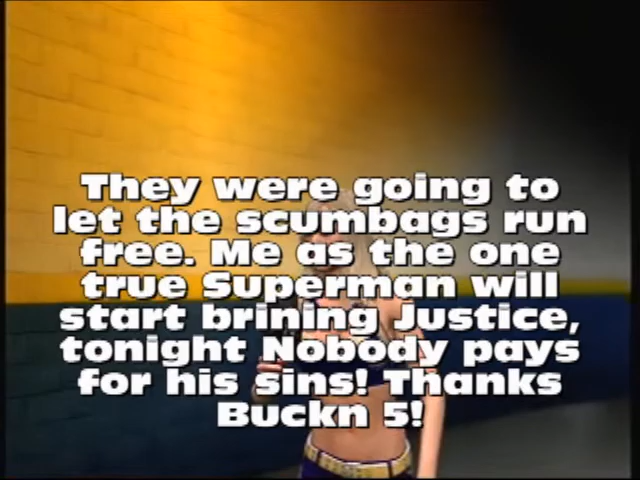 They were going to
let the scumbags run
free. Me as the one
true Superman will
start brining Justice,
tonight Nobody pays
for his sins! Thanks
Buckn 5!